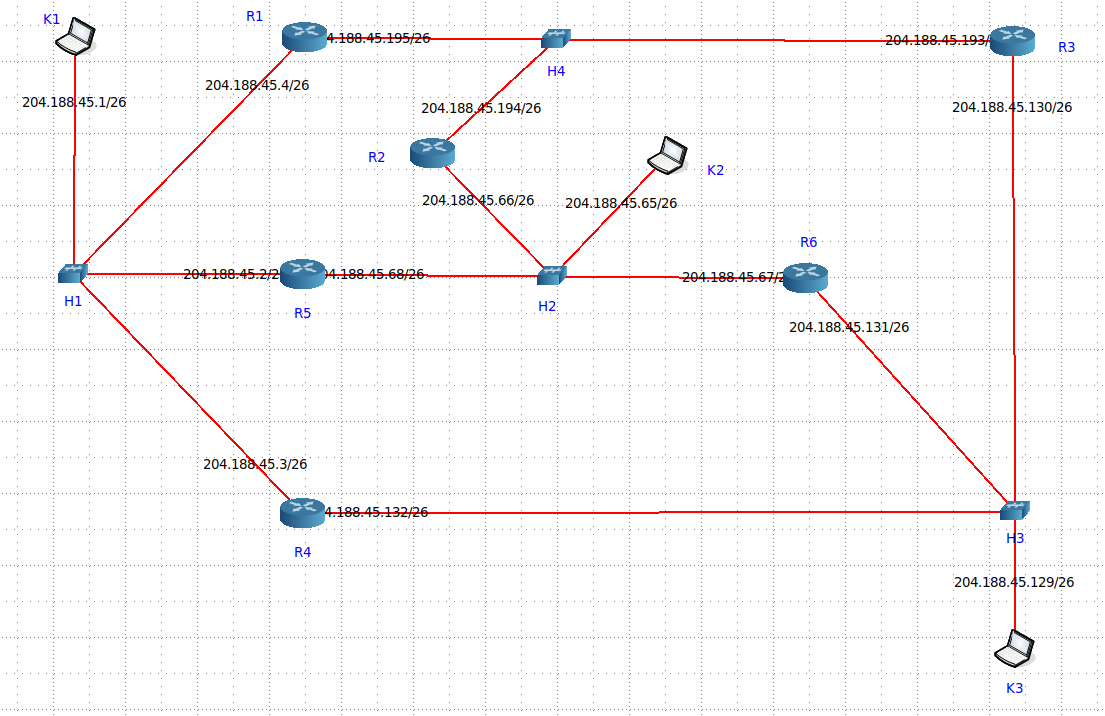 K1
R1
4.188.45.195/26
204.188.45.193/
R3
H4
204.188.45.4/26
204.188.45.1/26
204.188.45.194/26
204.188.45.130/26
R2
K2
204.188.45.66/26
204.188.45.65/26
R6
204.188.45.2/2
4.188.45.68/26
204.188.45.67/2
H1
R5
H2
204.188.45.131/26
204.188.45.3/26
4.188.45.132/26
H3
R4
204.188.45.129/26
K3